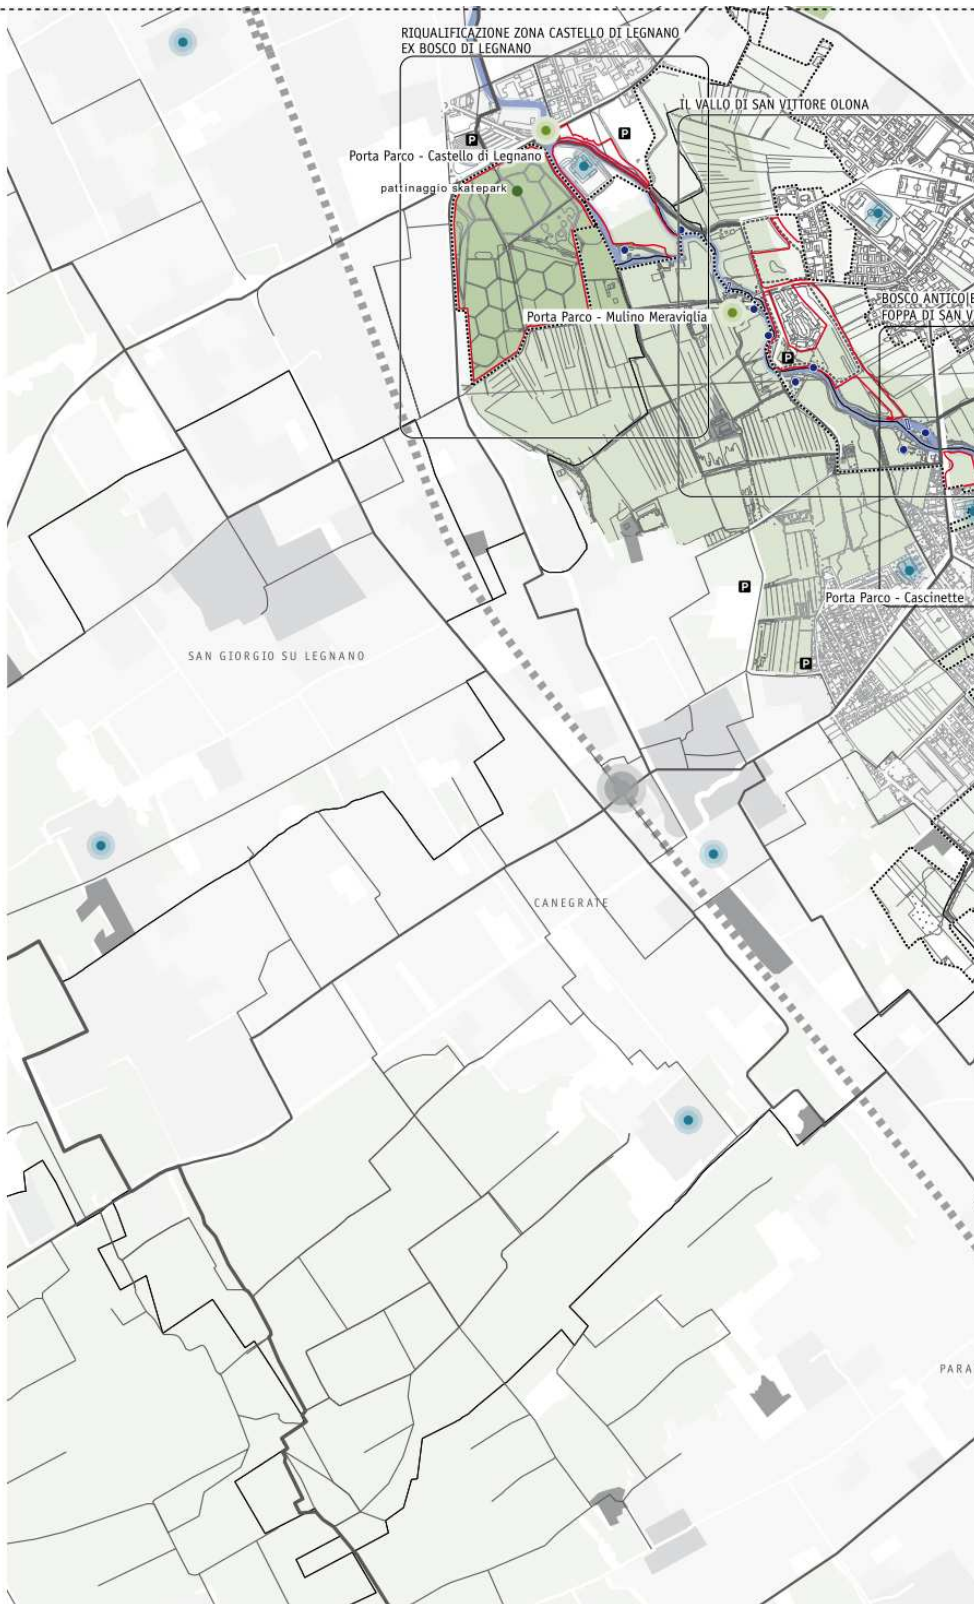 RIQUALIFICAZIONE ZONA CASTELLO DI LEGNANO
EX BOSCO DI LEGNANO
IL VALLO DI SAN VITTORE OLONA
P
P
Porta Parco - Castello di Legnano
pattinaggio skatepark
BOSCO ANTICO E
FOPPA DI SAN V
Porta Parco - Mulino Meraviglia
P
P
Porta Parco - Cascinette
SAN GIORGIO SU LEGNANO
P
CANEGRATE
PARA